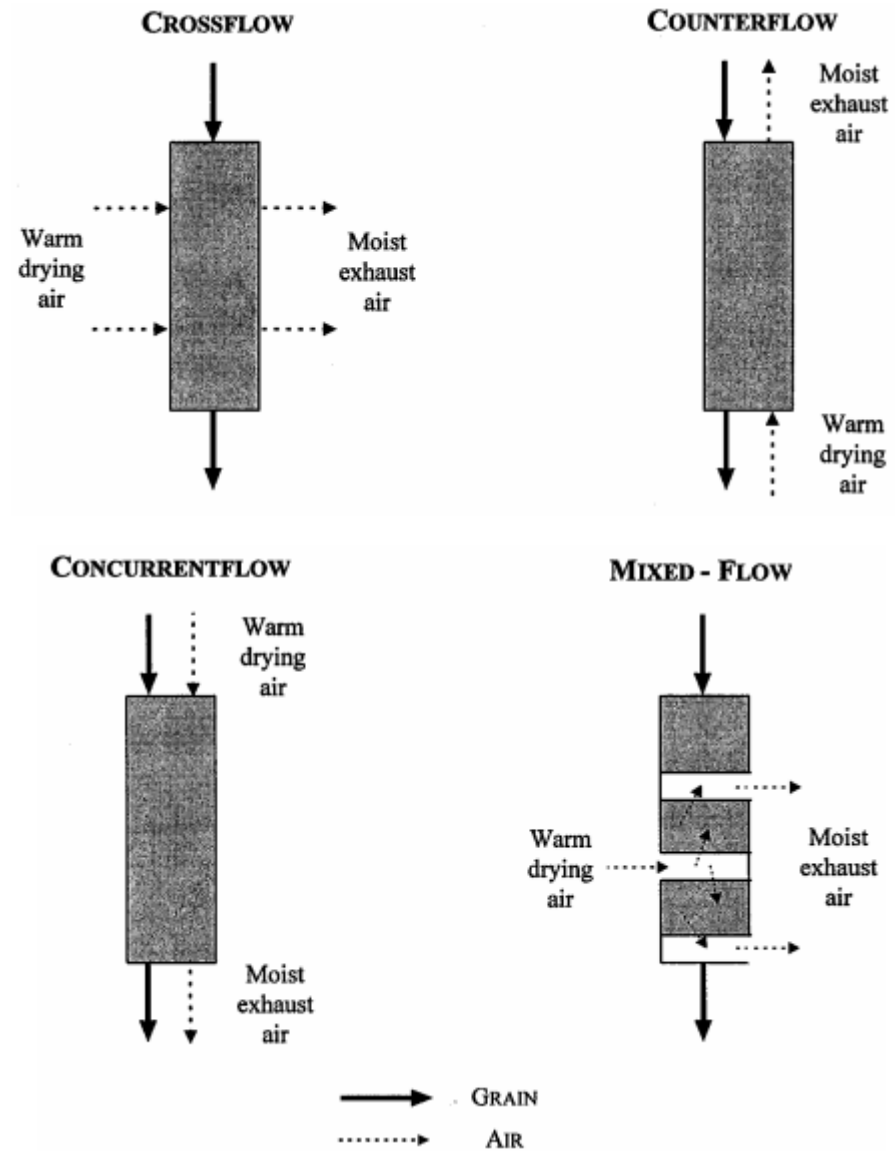 CROSSFLOW
Warm
drying
air
Moist
exhaust
air
COUNTERFLOW
Moist
exhaust
air
Warm
drying
air
CONCURRENTFLOW
Warm
drying
air
Moist
exhaust
air
MIXED - FLOW
Warm
drying
air
Moist
exhaust
air
GRAIN
AIR